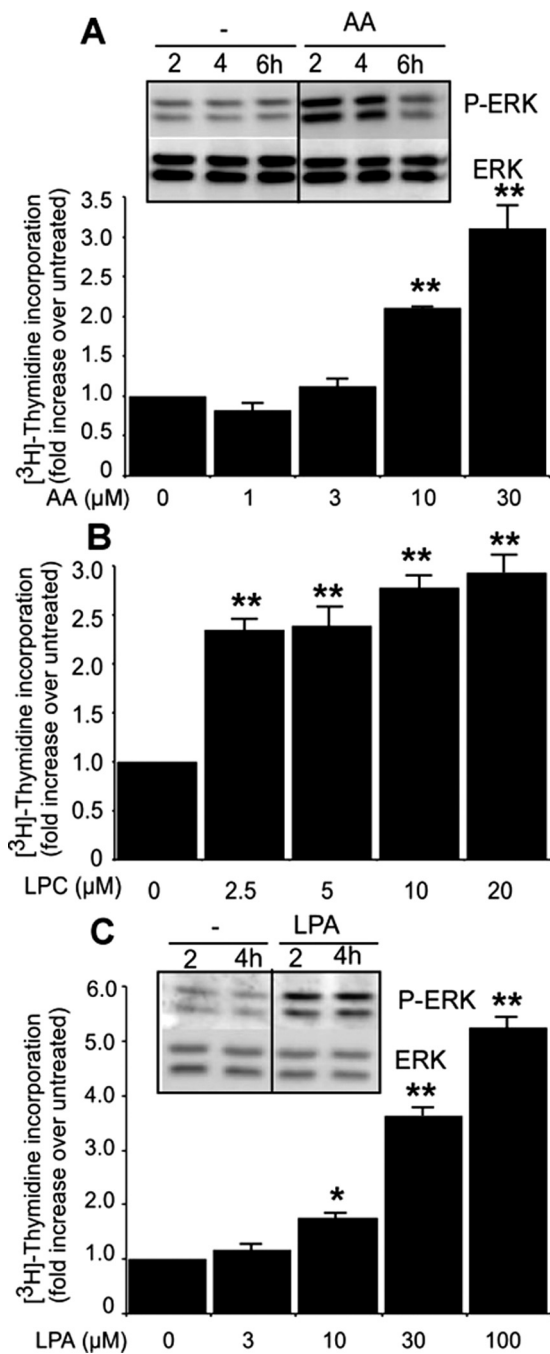 A
- AA
2 4 6h 2 4 6h
P-ERK
ERK
[³H]-Thymidine incorporation
(fold increase over untreated)
3.5
3.0
2.5
2.0
1.5
1.0
0.5
0
** **
AA (µM) 0 1 3 10 30
B
[³H]-Thymidine incorporation
(fold increase over untreated)
3.0
2.5
2.0
1.5
1.0
0.5
0
** ** ** **
LPC (µM) 0 2.5 5 10 20
C
- LPA
2 4h 2 4h
P-ERK
ERK
[³H]-Thymidine incorporation
(fold increase over untreated)
6.0
5.0
4.0
3.0
2.0
1.0
0
* ** **
LPA (µM) 0 3 10 30 100